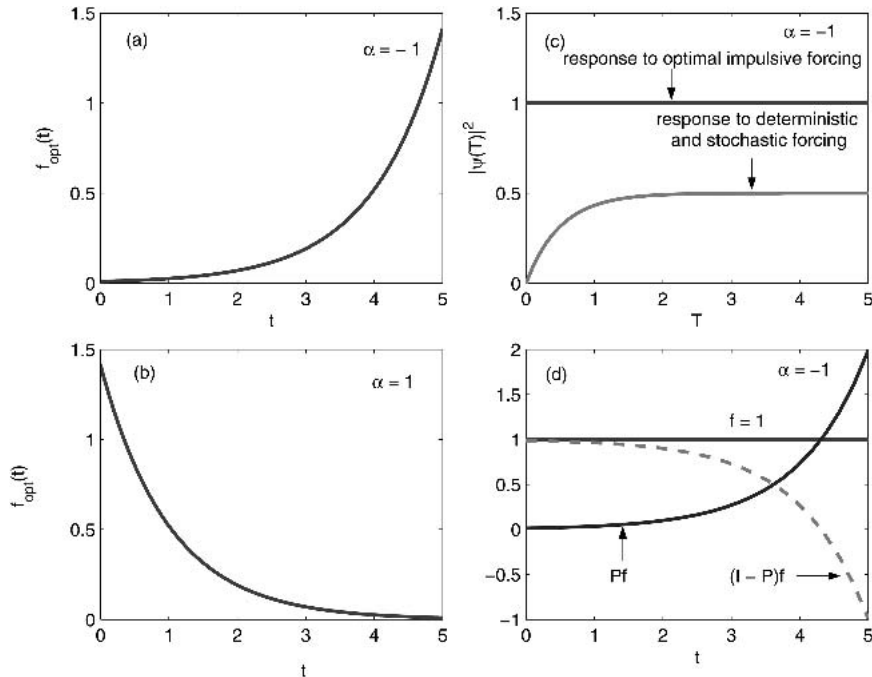 (a)
α = − 1
1.5
1
0.5
0
f_opt(t)
0 1 2 3 4 5
t
(c)
α = −1
response to optimal impulsive forcing
response to deterministic
and stochastic forcing
1.5
1
0.5
0
|ψ(T)|²
0 1 2 3 4 5
T
(b)
α = 1
1.5
1
0.5
0
f_opt(t)
0 1 2 3 4 5
t
(d)
α = −1
f = 1
2
1.5
1
0.5
0
−0.5
−1
Pf
(I − P)f
0 1 2 3 4 5
t